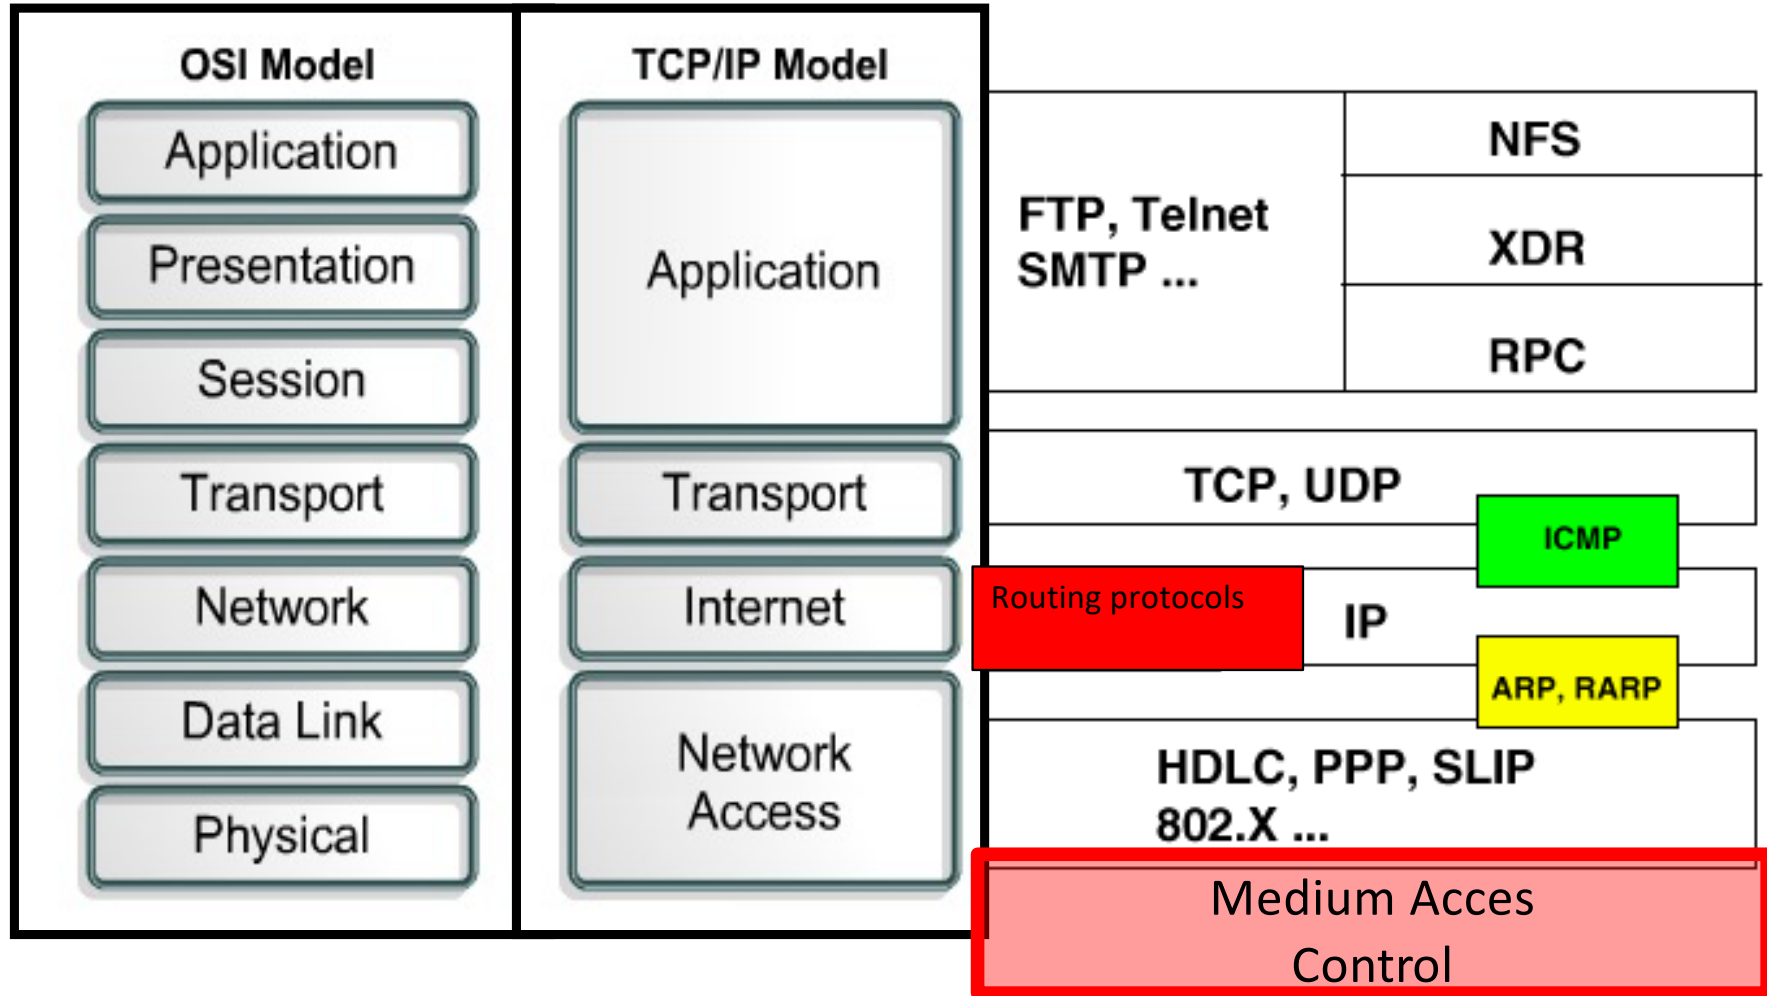 OSI Model
Application
Presentation
Session
Transport
Network
Data Link
Physical
TCP/IP Model
Application
Transport
Internet
Network
Access
FTP, Telnet
SMTP ...
NFS
XDR
RPC
TCP, UDP
ICMP
Routing protocols
IP
ARP, RARP
HDLC, PPP, SLIP
802.X ...
Medium Acces
Control